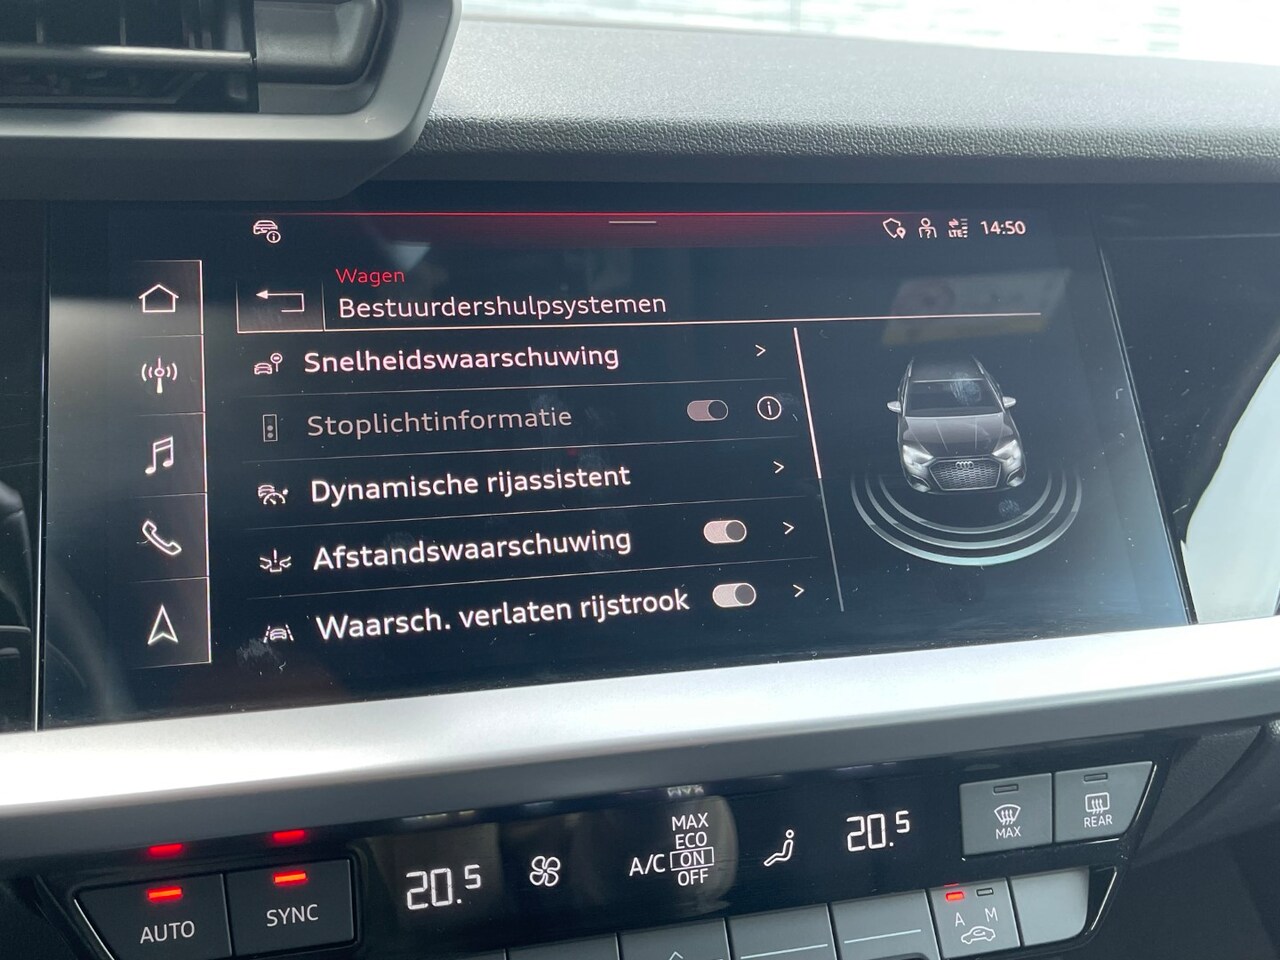 LTE 14:50
Wagen
Bestuurdershulpsystemen
Snelheidswaarschuwing
Stoplichtinformatie
Dynamische rijassistent
Afstandswaarschuwing
Waarsch. verlaten rijstrook
AUTO
SYNC
20.5
A/C
MAX
ECO
ON
OFF
20.5
MAX
REAR
A M